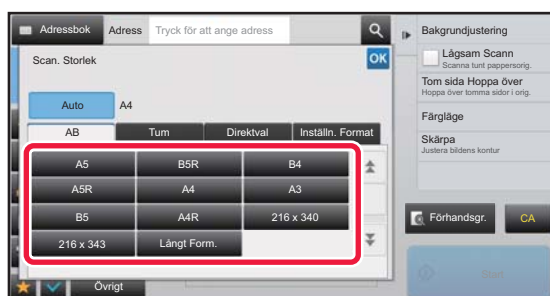 Adressbok Adress Tryck för att ange adress
Scan. Storlek OK
Auto A4
AB Tum Direktval Inställn. Format
A5 B5R B4
A5R A4 A3
B5 A4R 216 x 340
216 x 343 Långt Form.
Övrigt
Bakgrundjustering
Lågsam Scann
Scanna tunt pappersorig.
Tom sida Hoppa över
Hoppa över tomma sidor i orig.
Färgläge
Skärpa
Justera bildens kontur
Förhandsgr. CA
Start